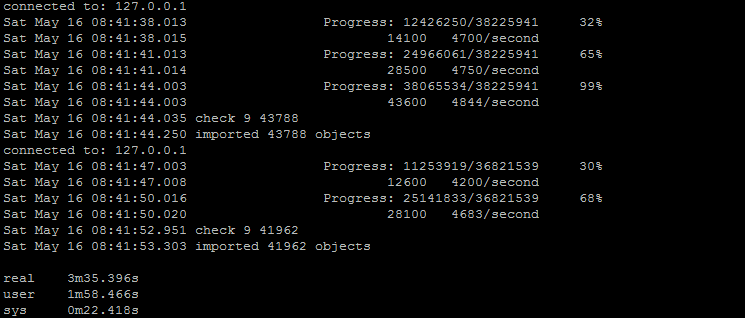 connected to: 127.0.0.1
Sat May 16 08:41:38.013 Progress: 12426250/38225941 32%
Sat May 16 08:41:38.015 14100 4700/second
Sat May 16 08:41:41.013 Progress: 24966061/38225941 65%
Sat May 16 08:41:41.014 28500 4750/second
Sat May 16 08:41:44.003 Progress: 38065534/38225941 99%
Sat May 16 08:41:44.003 43600 4844/second
Sat May 16 08:41:44.035 check 9 43788
Sat May 16 08:41:44.250 imported 43788 objects
connected to: 127.0.0.1
Sat May 16 08:41:47.003 Progress: 11253919/36821539 30%
Sat May 16 08:41:47.008 12600 4200/second
Sat May 16 08:41:50.016 Progress: 25141833/36821539 68%
Sat May 16 08:41:50.020 28100 4683/second
Sat May 16 08:41:52.951 check 9 41962
Sat May 16 08:41:53.303 imported 41962 objects
real 3m35.396s
user 1m58.466s
sys 0m22.418s